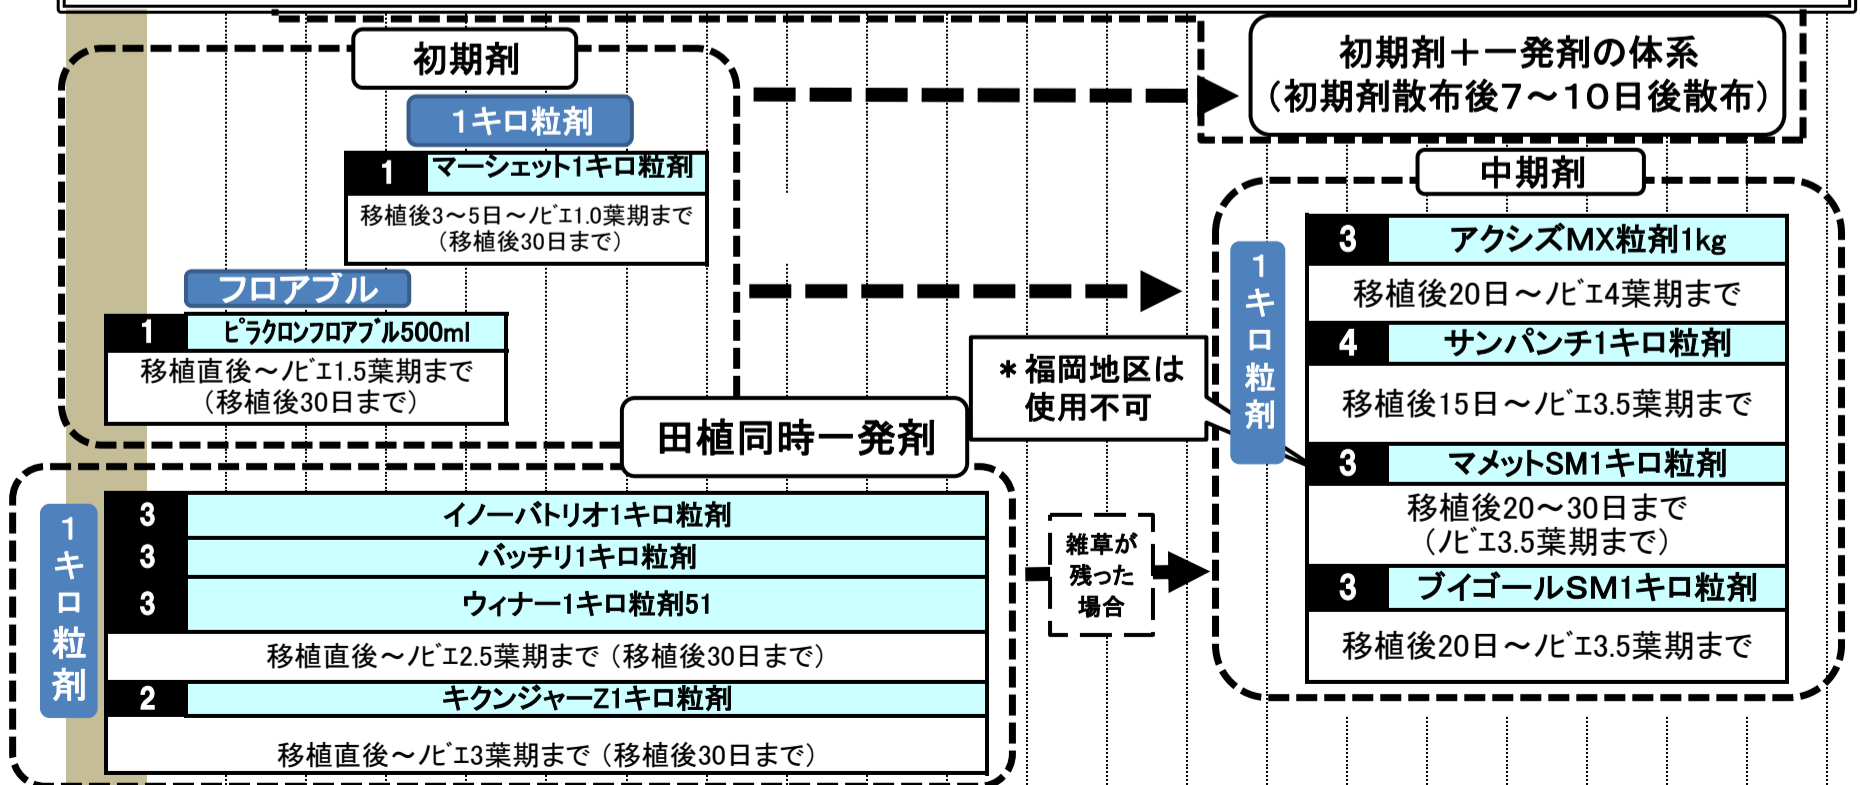 初期剤
1キロ粒剤
1 マーシェット1キロ粒剤
移植後3～5日～ノビエ1.0葉期まで
（移植後30日まで）
フロアブル
1 ピラクロンフロアブル500ml
移植直後～ノビエ1.5葉期まで
（移植後30日まで）
初期剤＋一発剤の体系
（初期剤散布後7～10日後散布）
田植同時一発剤
1キロ粒剤
3 イノーバトリオ1キロ粒剤
3 バッチリ1キロ粒剤
3 ウィナー1キロ粒剤51
移植直後～ノビエ2.5葉期まで（移植後30日まで）
2 キクンジャーZ1キロ粒剤
移植直後～ノビエ3葉期まで（移植後30日まで）
雑草が
残った
場合
＊福岡地区は
使用不可
中期剤
1キロ粒剤
3 アクシズMX粒剤1kg
移植後20日～ノビエ4葉期まで
4 サンパンチ1キロ粒剤
移植後15日～ノビエ3.5葉期まで
3 マメットSM1キロ粒剤
移植後20～30日まで
（ノビエ3.5葉期まで）
3 ブイゴールSM1キロ粒剤
移植後20日～ノビエ3.5葉期まで